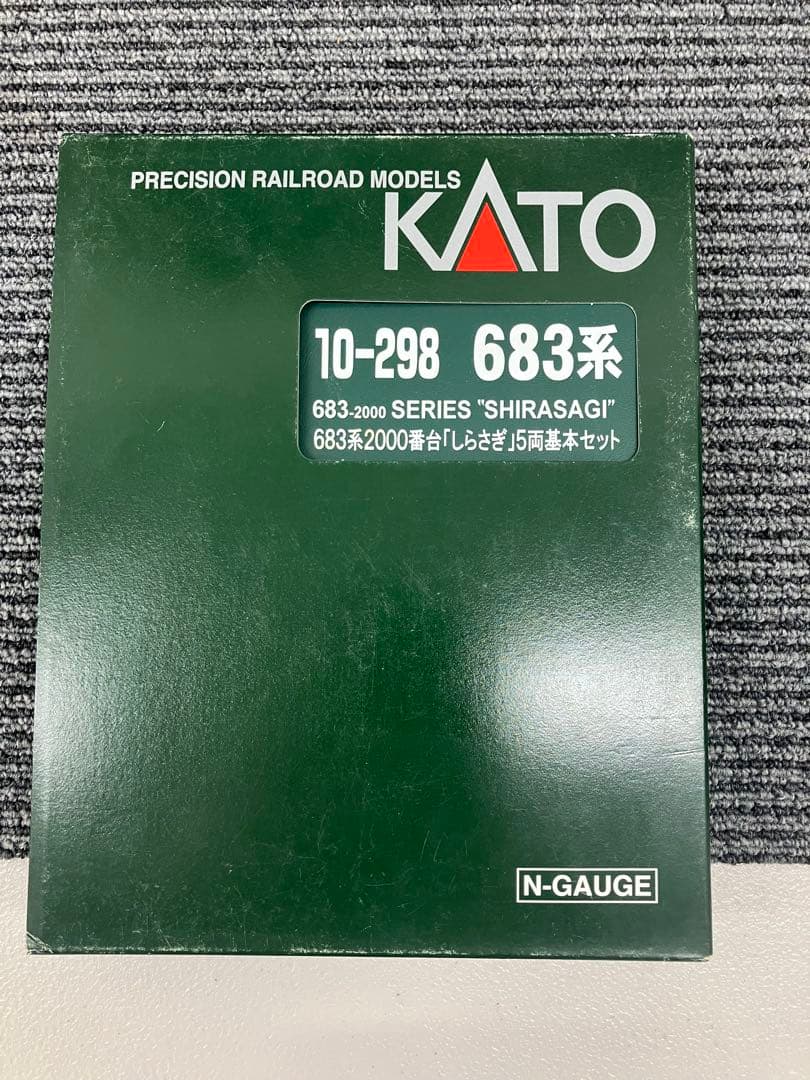 PRECISION RAILROAD MODELS
KATO
10-298 683系
683-2000 SERIES "SHIRASAGI"
683系2000番台「しらさぎ」5両基本セット
N-GAUGE